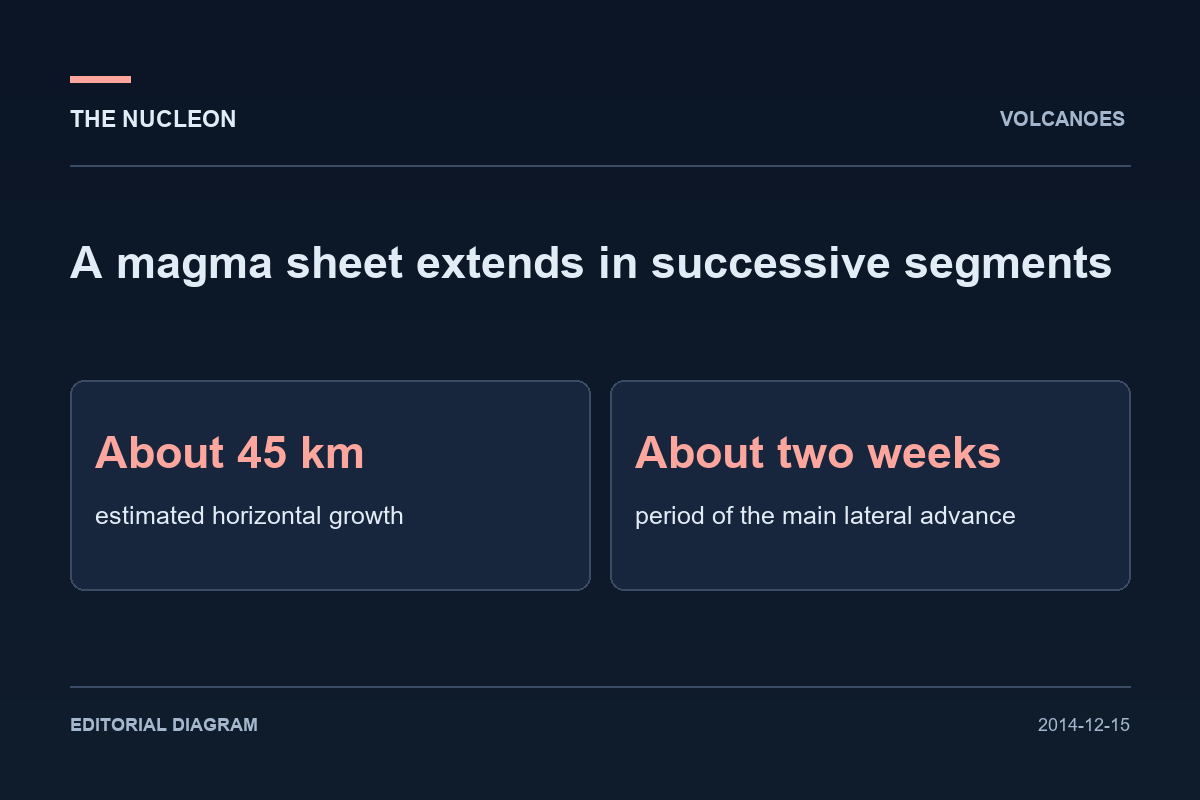 THE NUCLEON
VOLCANOES
A magma sheet extends in successive segments
About 45 km
estimated horizontal growth
About two weeks
period of the main lateral advance
EDITORIAL DIAGRAM
2014-12-15